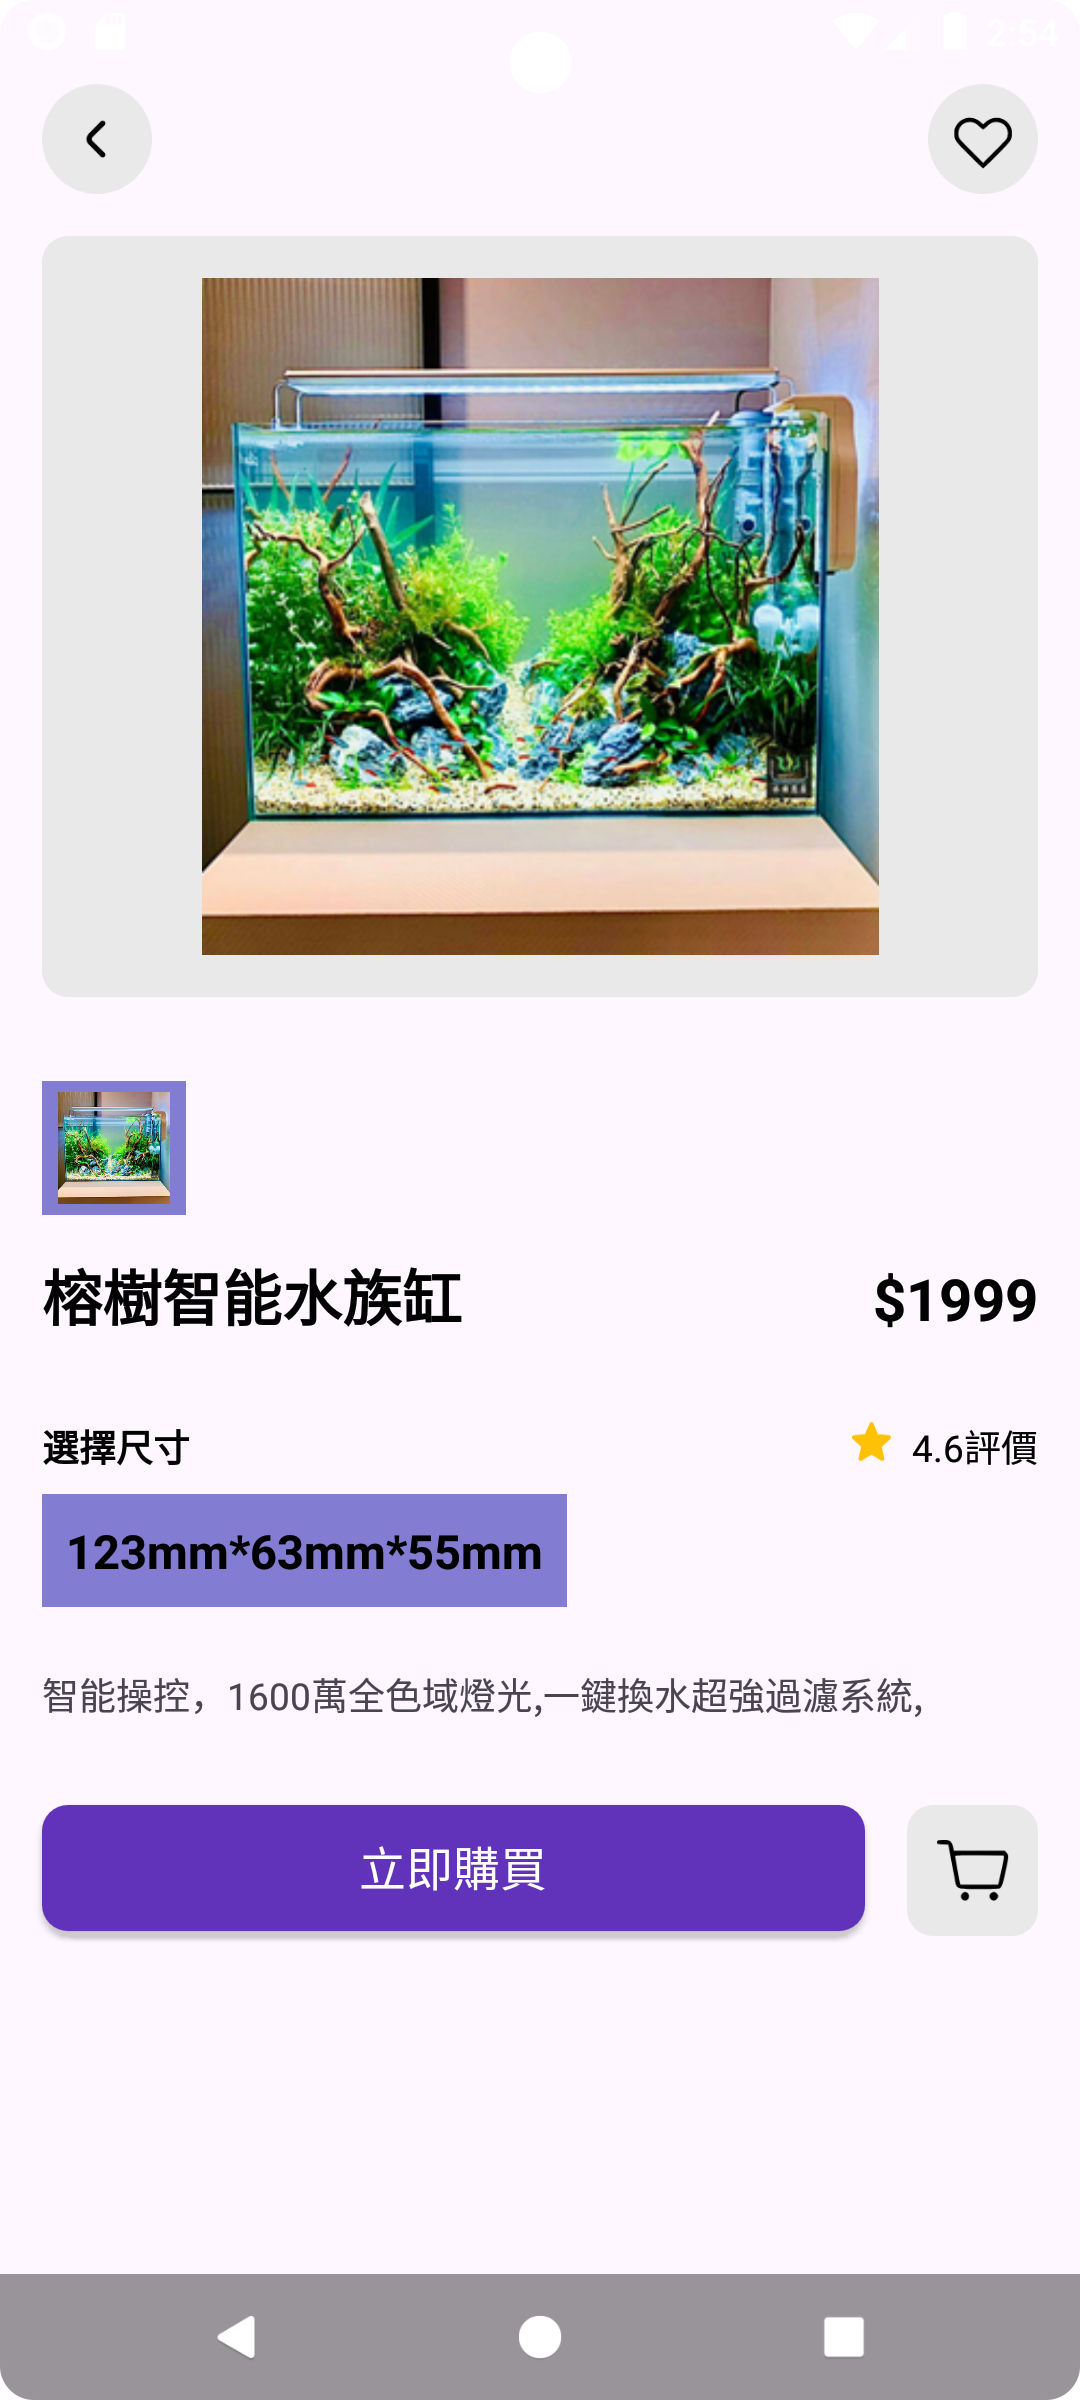 2:54
榕樹智能水族缸
$1999
選擇尺寸
4.6評價
123mm*63mm*55mm
智能操控，1600萬全色域燈光,一鍵換水超強過濾系統,
立即購買